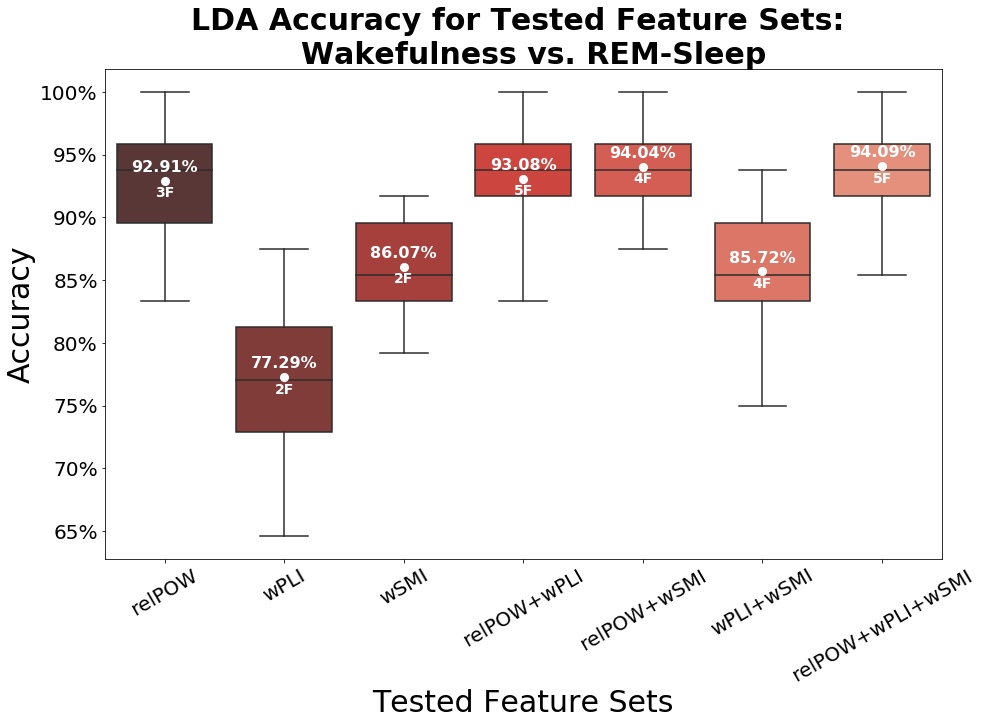 LDA Accuracy for Tested Feature Sets:
Wakefulness vs. REM-Sleep
Accuracy
100%
95%
90%
85%
80%
75%
70%
65%
92.91%
3F
77.29%
2F
86.07%
2F
93.08%
5F
94.04%
4F
85.72%
4F
94.09%
5F
relPOW
wPLI
wSMI
relPOW+wPLI
relPOW+wSMI
wPLI+wSMI
relPOW+wPLI+wSMI
Tested Feature Sets